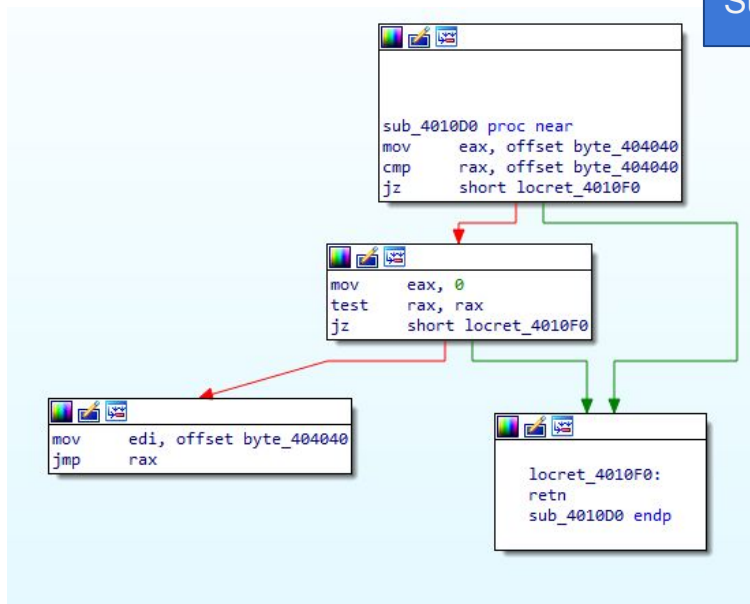 sub_4010D0 proc near
mov eax, offset byte_404040
cmp rax, offset byte_404040
jz short locret_4010F0
mov eax, 0
test rax, rax
jz short locret_4010F0
mov edi, offset byte_404040
jmp rax
locret_4010F0:
retn
sub_4010D0 endp